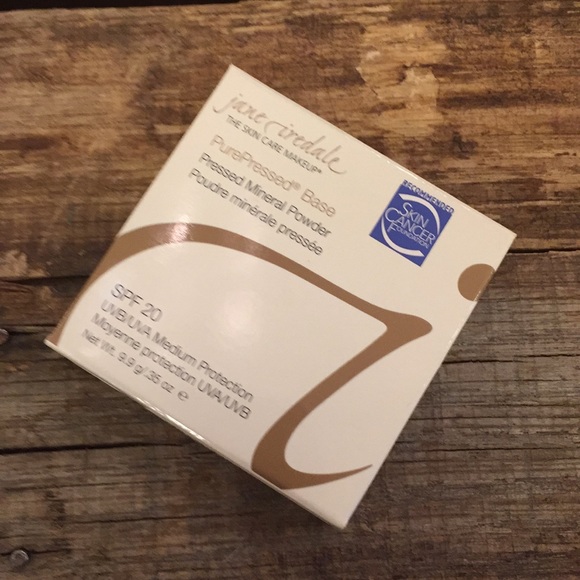 jane iredale
THE SKIN CARE MAKEUP®
PurePressed® Base
Pressed Mineral Powder
Poudre minérale pressée
RECOMMENDED
SKIN
CANCER
FOUNDATION
SPF 20
UVB/UVA Medium Protection
Moyenne protection UVA/UVB
Net Wt. 9.9 g/.35 oz. e